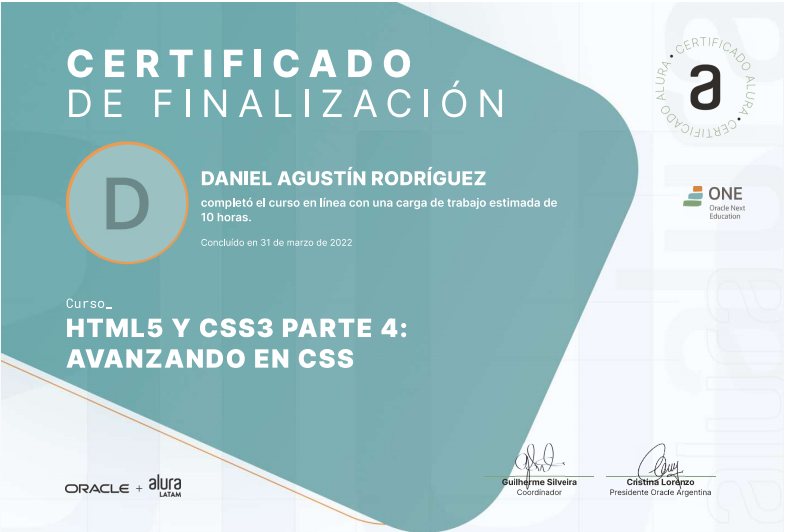 CERTIFICADO
DE FINALIZACIÓN
CERTIFICADO ALURA • CERTIFICADO ALURA •
a
D
DANIEL AGUSTÍN RODRÍGUEZ
completó el curso en línea con una carga de trabajo estimada de
10 horas.
Concluído en 31 de marzo de 2022
ONE
Oracle Next
Education
Curso_
HTML5 Y CSS3 PARTE 4:
AVANZANDO EN CSS
ORACLE + alura
LATAM
Guilherme Silveira
Coordinador
Cristina Lorenzo
Presidente Oracle Argentina
alura